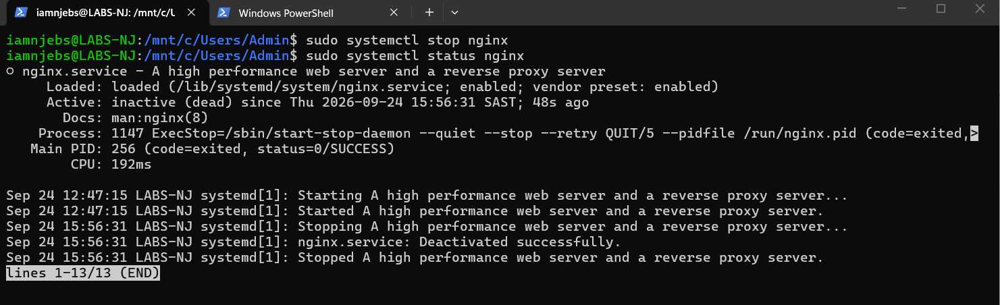 iamnjebs@LABS-NJ: /mnt/c/U
Windows PowerShell
iamnjebs@LABS-NJ:/mnt/c/Users/Admin$ sudo systemctl stop nginx
iamnjebs@LABS-NJ:/mnt/c/Users/Admin$ sudo systemctl status nginx
○ nginx.service - A high performance web server and a reverse proxy server
     Loaded: loaded (/lib/systemd/system/nginx.service; enabled; vendor preset: enabled)
     Active: inactive (dead) since Thu 2026-09-24 15:56:31 SAST; 48s ago
       Docs: man:nginx(8)
    Process: 1147 ExecStop=/sbin/start-stop-daemon --quiet --stop --retry QUIT/5 --pidfile /run/nginx.pid (code=exited,>
   Main PID: 256 (code=exited, status=0/SUCCESS)
        CPU: 192ms

Sep 24 12:47:15 LABS-NJ systemd[1]: Starting A high performance web server and a reverse proxy server...
Sep 24 12:47:15 LABS-NJ systemd[1]: Started A high performance web server and a reverse proxy server.
Sep 24 15:56:31 LABS-NJ systemd[1]: Stopping A high performance web server and a reverse proxy server...
Sep 24 15:56:31 LABS-NJ systemd[1]: nginx.service: Deactivated successfully.
Sep 24 15:56:31 LABS-NJ systemd[1]: Stopped A high performance web server and a reverse proxy server.
lines 1-13/13 (END)